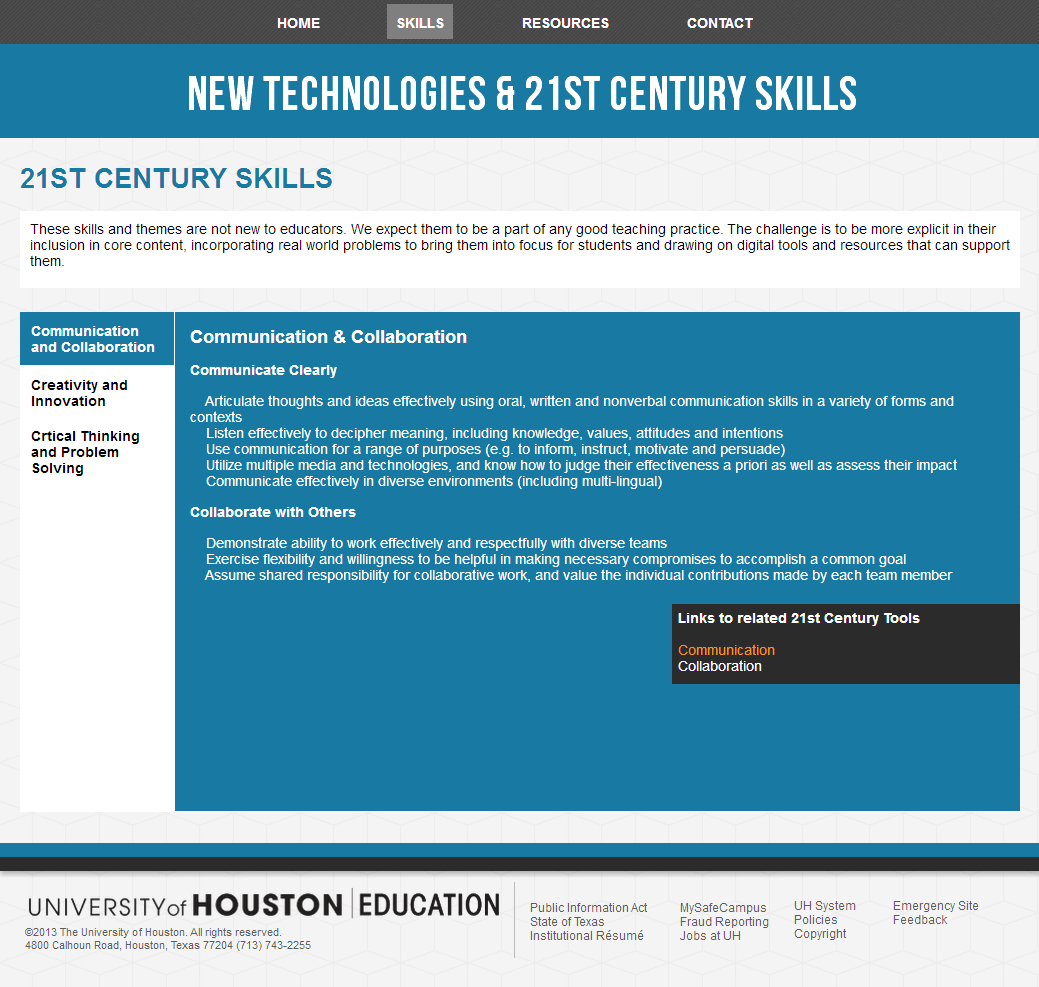 HOME SKILLS RESOURCES CONTACT
NEW TECHNOLOGIES & 21ST CENTURY SKILLS
21ST CENTURY SKILLS
These skills and themes are not new to educators. We expect them to be a part of any good teaching practice. The challenge is to be more explicit in their
inclusion in core content, incorporating real world problems to bring them into focus for students and drawing on digital tools and resources that can support
them.
Communication
and Collaboration
Creativity and
Innovation
Crtical Thinking
and Problem
Solving
Communication & Collaboration
Communicate Clearly
Articulate thoughts and ideas effectively using oral, written and nonverbal communication skills in a variety of forms and
contexts
Listen effectively to decipher meaning, including knowledge, values, attitudes and intentions
Use communication for a range of purposes (e.g. to inform, instruct, motivate and persuade)
Utilize multiple media and technologies, and know how to judge their effectiveness a priori as well as assess their impact
Communicate effectively in diverse environments (including multi-lingual)
Collaborate with Others
Demonstrate ability to work effectively and respectfully with diverse teams
Exercise flexibility and willingness to be helpful in making necessary compromises to accomplish a common goal
Assume shared responsibility for collaborative work, and value the individual contributions made by each team member
Links to related 21st Century Tools
Communication
Collaboration
UNIVERSITY of HOUSTON | EDUCATION
©2013 The University of Houston. All rights reserved.
4800 Calhoun Road, Houston, Texas 77204 (713) 743-2255
Public Information Act
State of Texas
Institutional Résumé
MySafeCampus
Fraud Reporting
Jobs at UH
UH System
Policies
Copyright
Emergency Site
Feedback